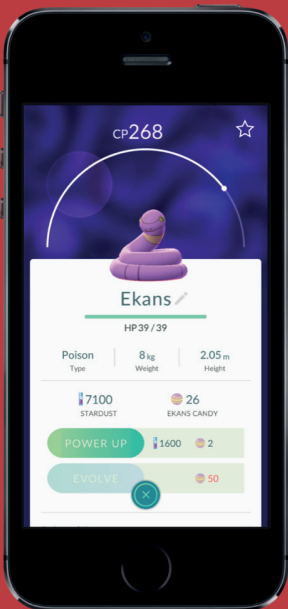 CP268
Ekans
HP 39 / 39
Poison 8 kg 2.05 m
Type Weight Height
7100 26
STARDUST EKANS CANDY
POWER UP 1600 2
EVOLVE 50